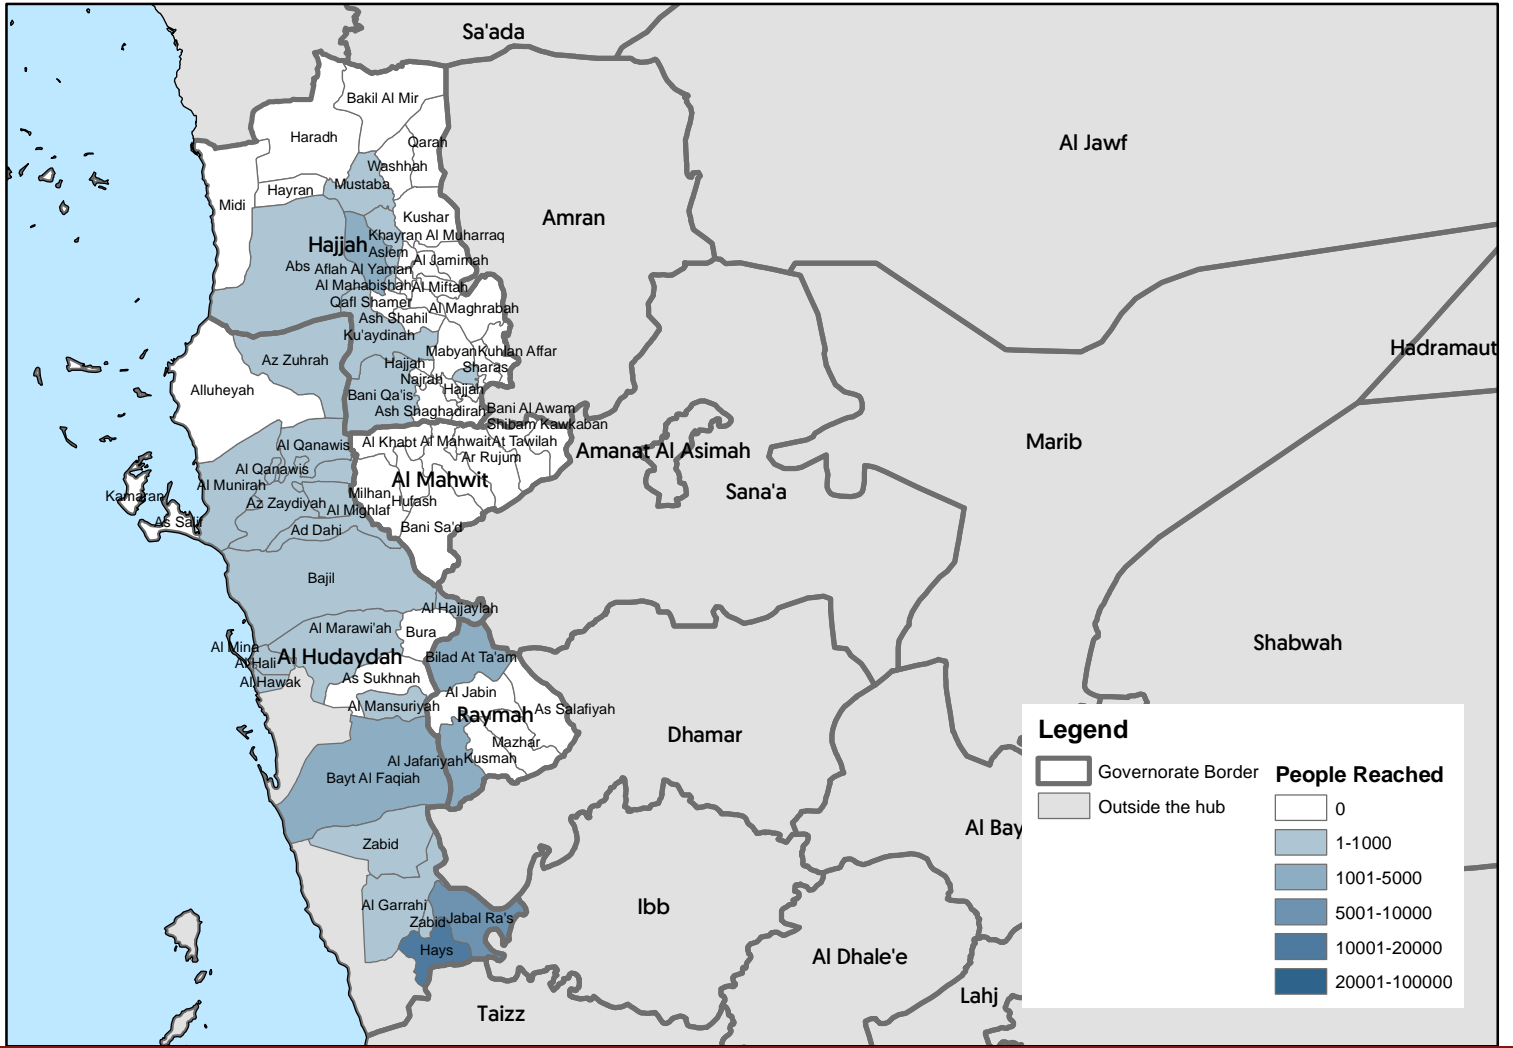 Sa'ada
Bakil Al Mir
Haradh
Qarah
Al Jawf
Washhah
Mustaba
Hayran
Midi
Kushar
Amran
Khayran Al Muharraq
Hajjah
Aslem
Al Jamimah
Abs
Aflah Al Yaman
Al Mahabishah
Al Miftah
Qafl Shamer
Al Maghrabah
Ash Shahil
Ku'aydinah
Hadramaut
Mabyan
Kuhlan Affar
Az Zuhrah
Hajjah
Sharas
Najrah
Alluheyah
Hajjah
Bani Qa'is
Ash Shaghadirah
Bani Al Awam
Shibam Kawkaban
Al Qanawis
Al Khabt
Al Mahwait
At Tawilah
Marib
Amanat Al Asimah
Ar Rujum
Al Qanawis
Al Mahwit
Al Munirah
Sana'a
Kamaran
Milhan
Hufash
Az Zaydiyah
Al Mighlaf
As Salif
Bani Sa'd
Ad Dahi
Bajil
Al Hajjaylah
Al Marawi'ah
Bura
Shabwah
Al Mina
Al Hudaydah
Bilad At Ta'am
Al Hali
As Sukhnah
Al Hawak
Al Jabin
Al Mansuriyah
As Salafiyah
Raymah
Dhamar
Mazhar
Kusmah
Al Jafariyah
Bayt Al Faqiah
Zabid
Al Bay
Al Garrahi
Ibb
Zabid
Jabal Ra's
Hays
Al Dhale'e
Lahj
Taizz
Legend
Governorate Border
Outside the hub
People Reached
0
1-1000
1001-5000
5001-10000
10001-20000
20001-100000